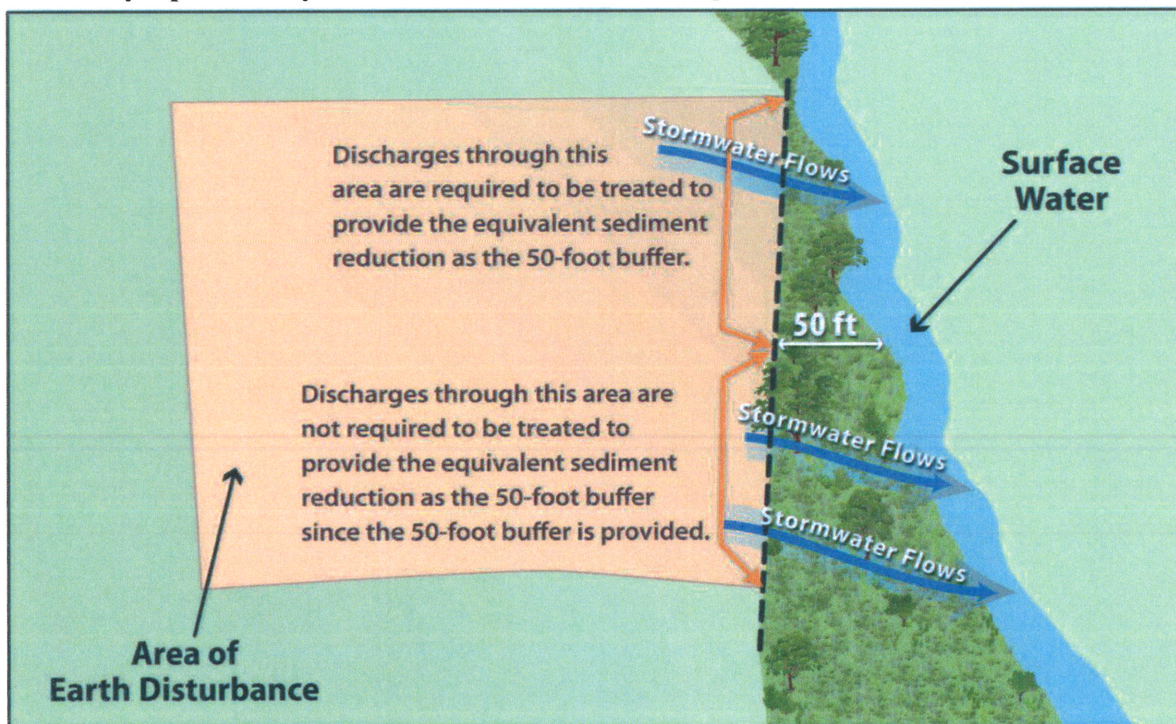 Discharges through this
area are required to be treated to
provide the equivalent sediment
reduction as the 50-foot buffer.
Stormwater Flows
Surface
Water
50 ft
Discharges through this area are
not required to be treated to
provide the equivalent sediment
reduction as the 50-foot buffer
since the 50-foot buffer is provided.
Stormwater Flows
Stormwater Flows
Area of
Earth Disturbance